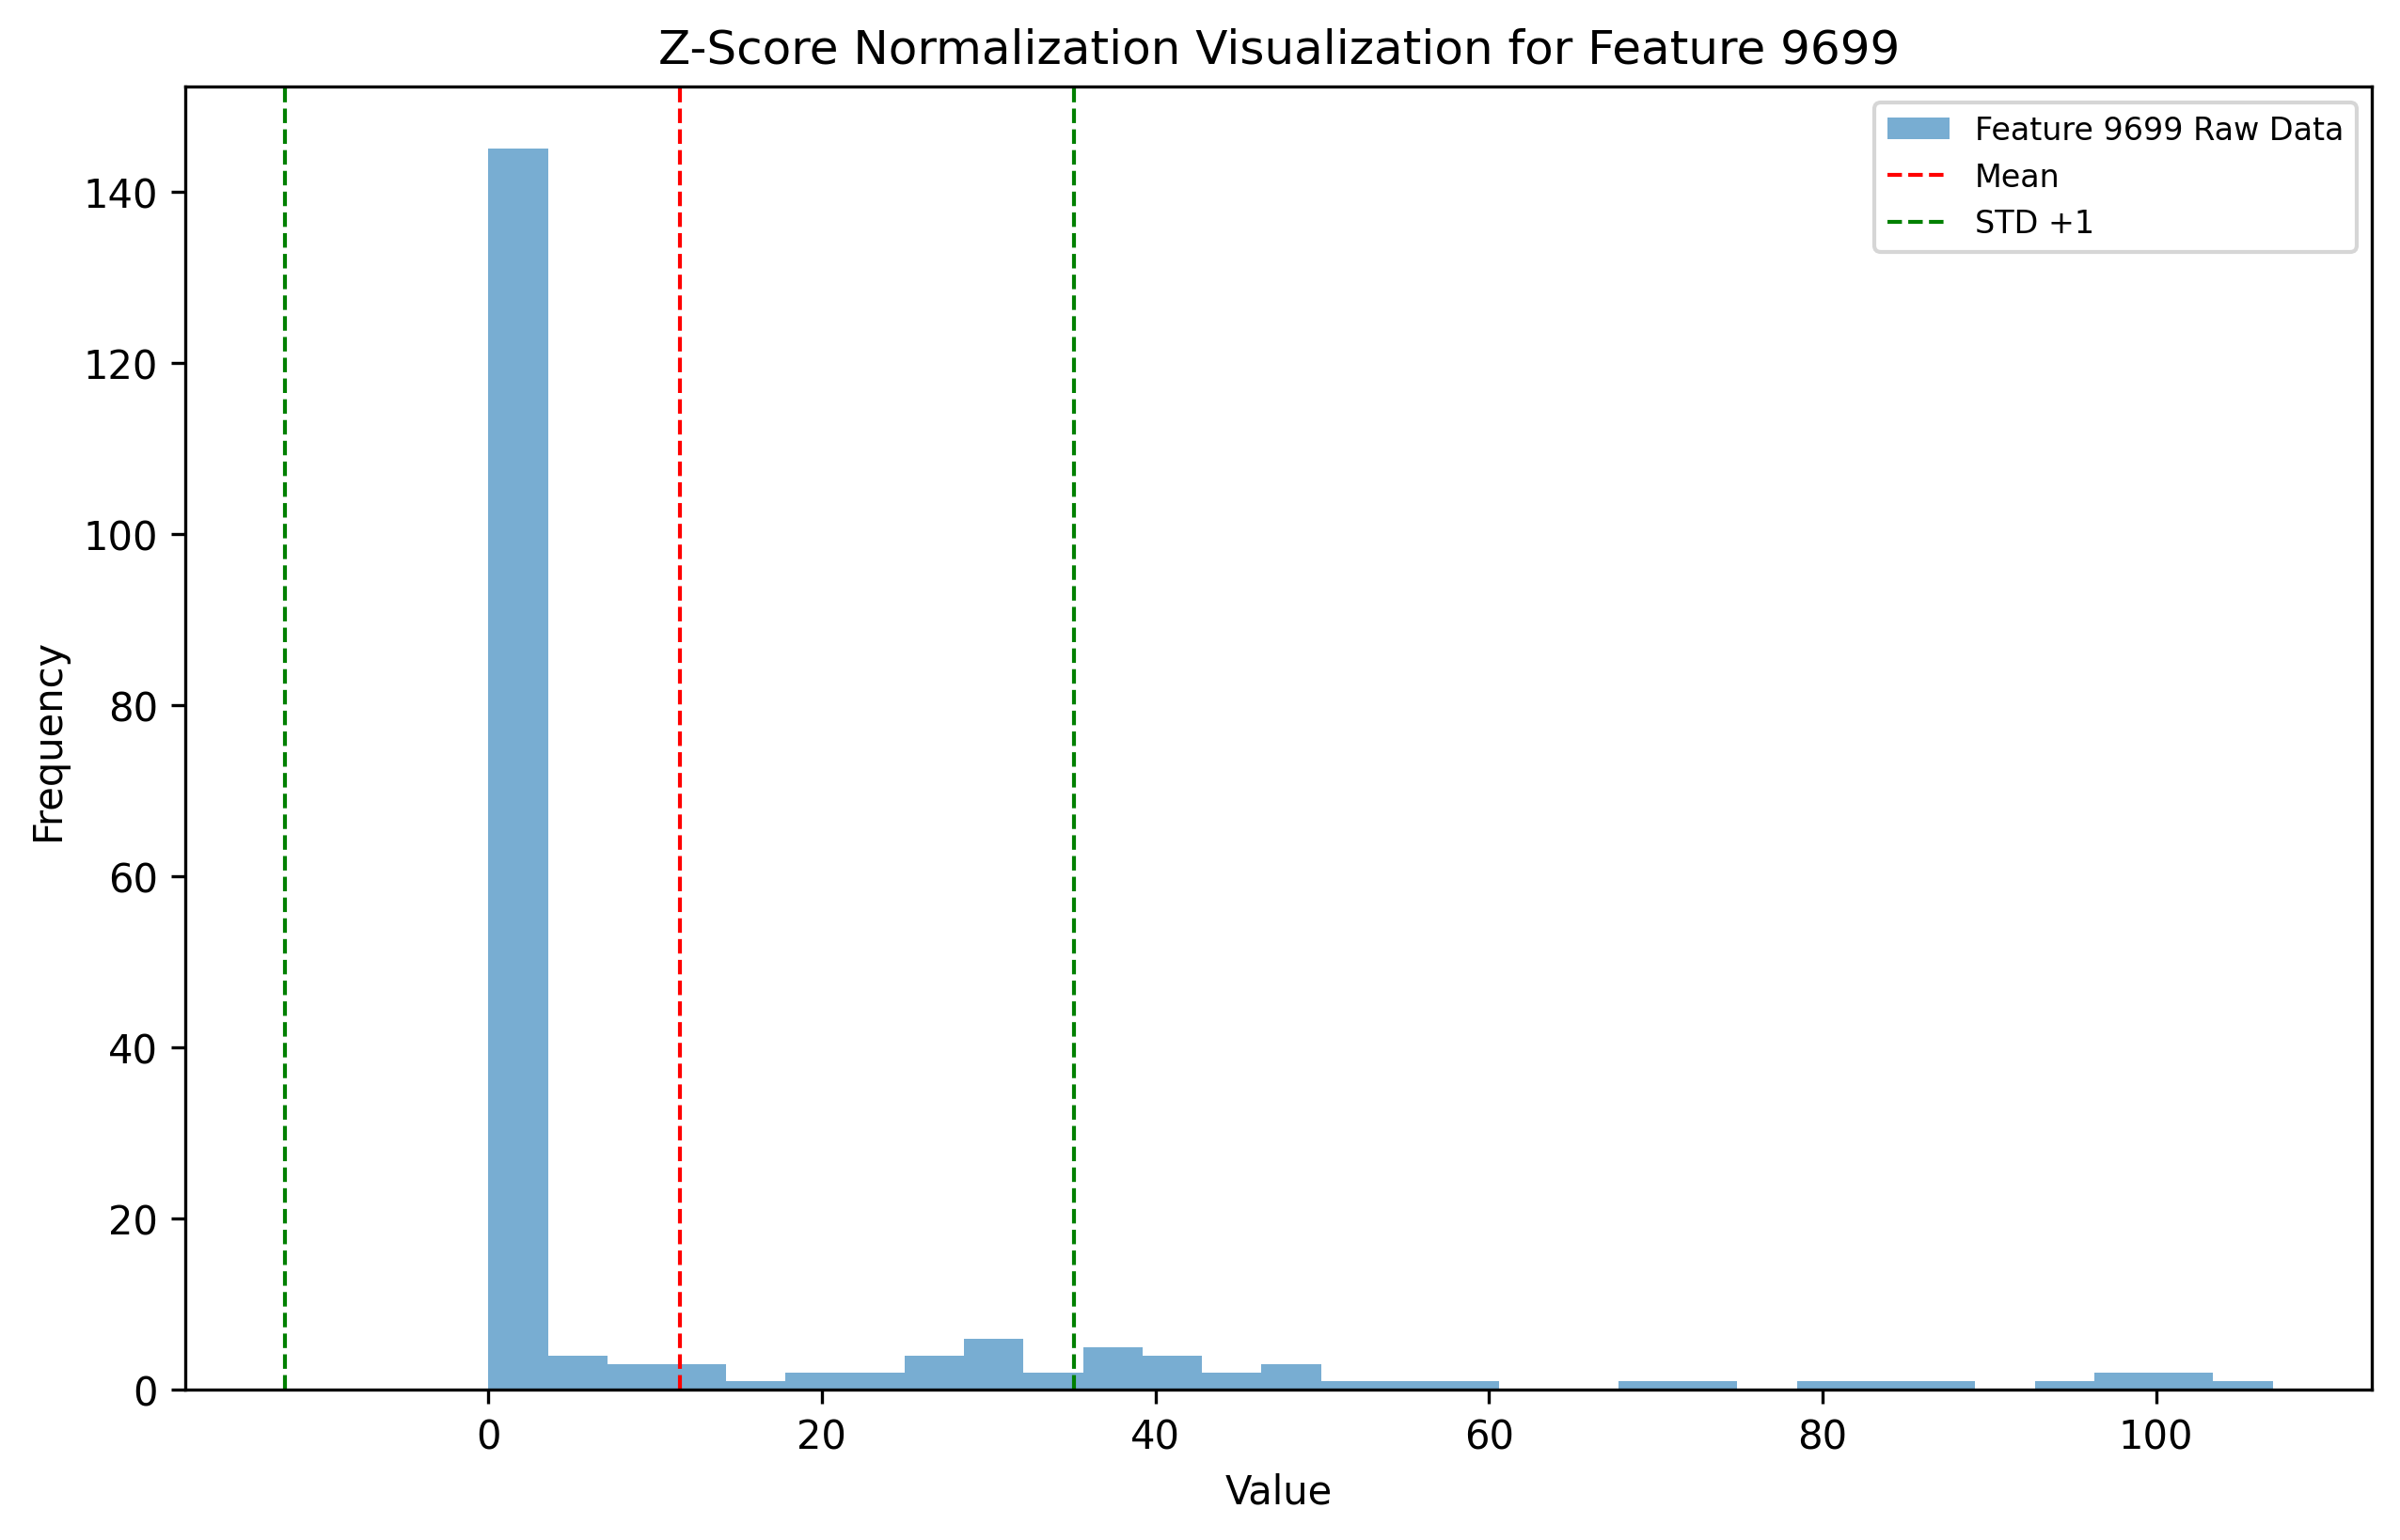 Z-Score Normalization Visualization for Feature 9699
Feature 9699 Raw Data
Mean
STD +1
140
120
100
80
60
40
20
0
Frequency
0 20 40 60 80 100
Value